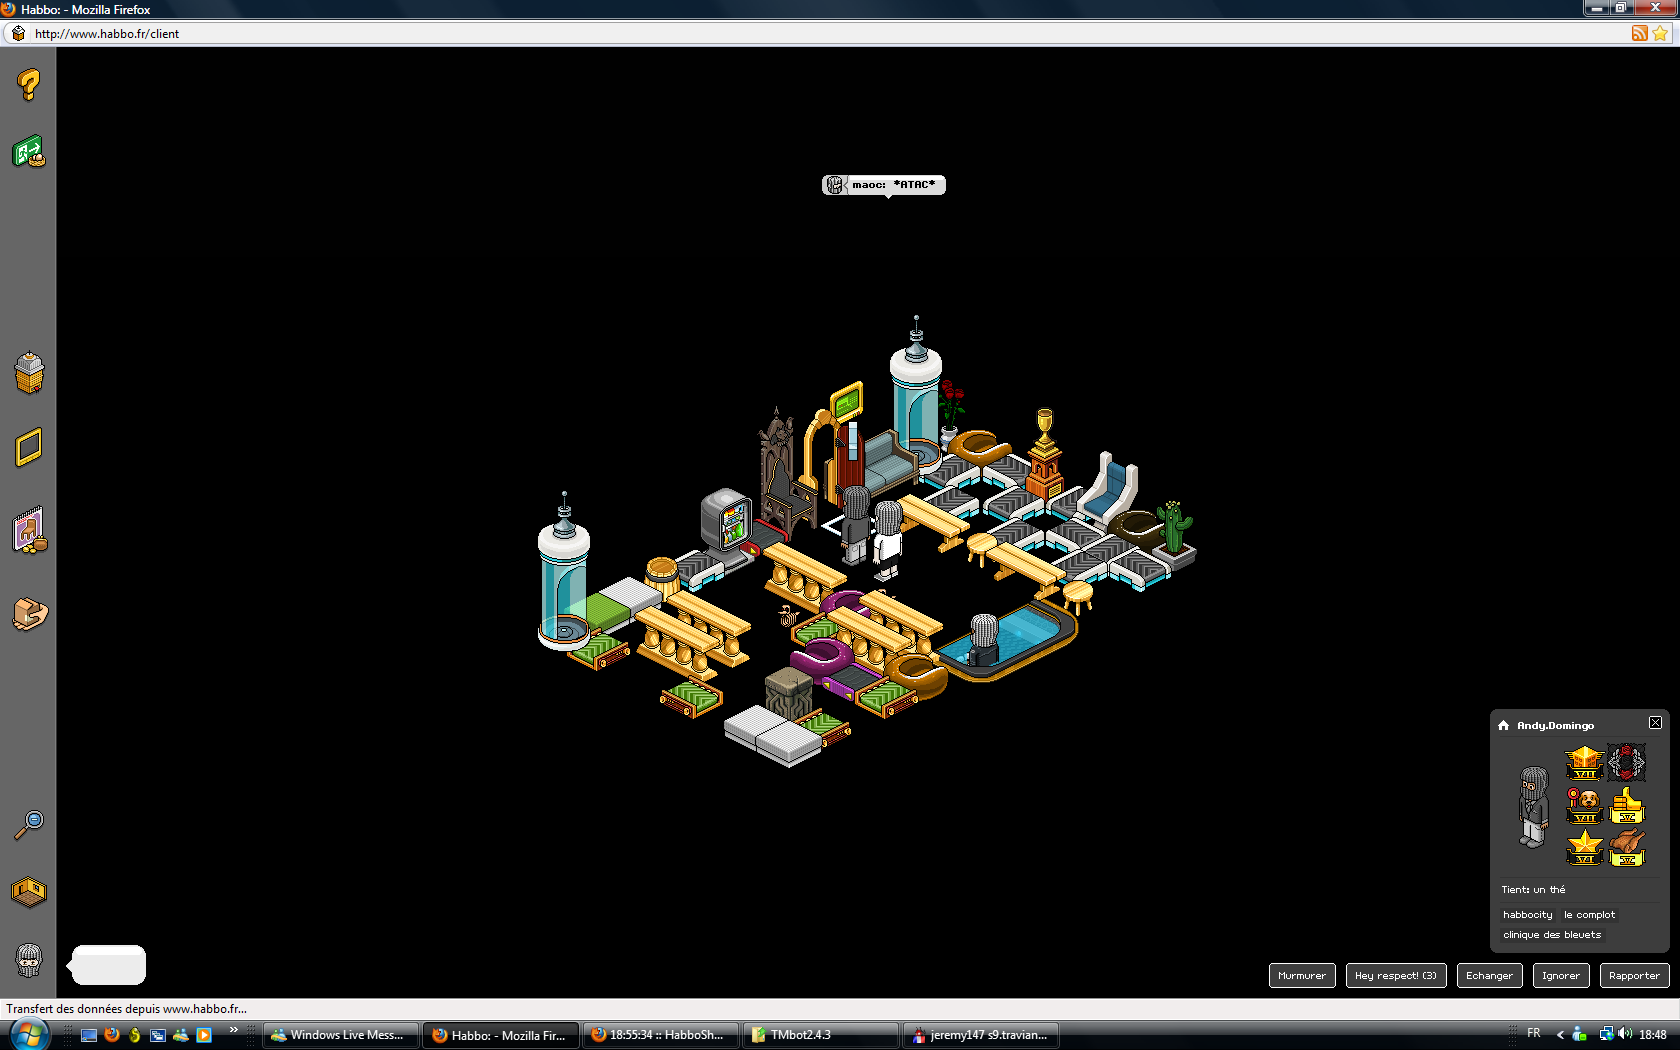 Habbo: - Mozilla Firefox
http://www.habbo.fr/client
maoc: *ATAC*
Andy.Domingo
Tient: un thé
habbocity le complot
clinique des bleuets
Murmurer Hey respect! (3) Echanger Ignorer Rapporter
Transfert des données depuis www.habbo.fr...
Windows Live Mess... Habbo: - Mozilla Fir... 18:55:34 :: HabboSh... TMbot2.4.3 jeremy147 s9.travian... FR 18:48